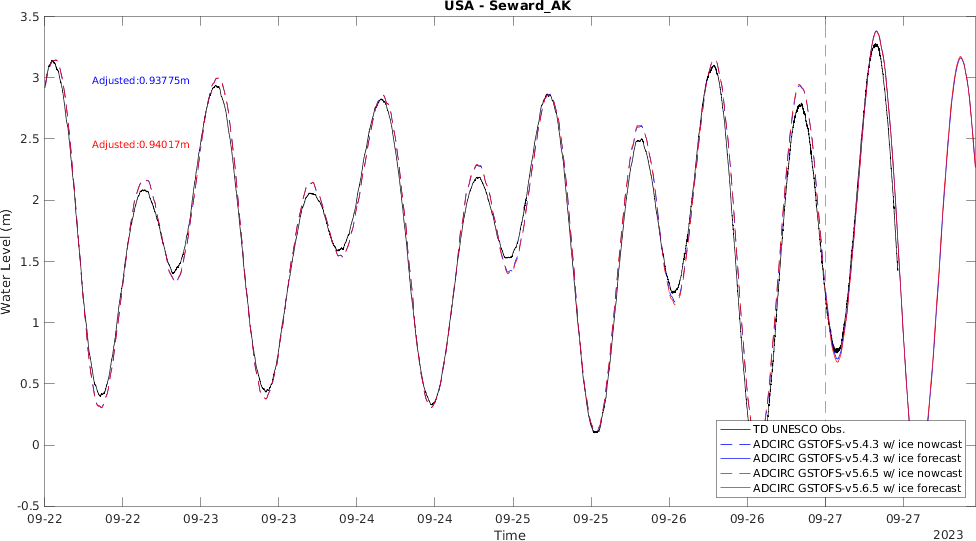 USA - Seward_AK
3.5
3
2.5
2
1.5
1
0.5
0
-0.5
Water Level (m)
Adjusted:0.93775m
Adjusted:0.94017m
TD UNESCO Obs.
ADCIRC GSTOFS-v5.4.3 w/ ice nowcast
ADCIRC GSTOFS-v5.4.3 w/ ice forecast
ADCIRC GSTOFS-v5.6.5 w/ ice nowcast
ADCIRC GSTOFS-v5.6.5 w/ ice forecast
09-22 09-22 09-23 09-23 09-24 09-24 09-25 09-25 09-26 09-26 09-27 09-27
Time
2023